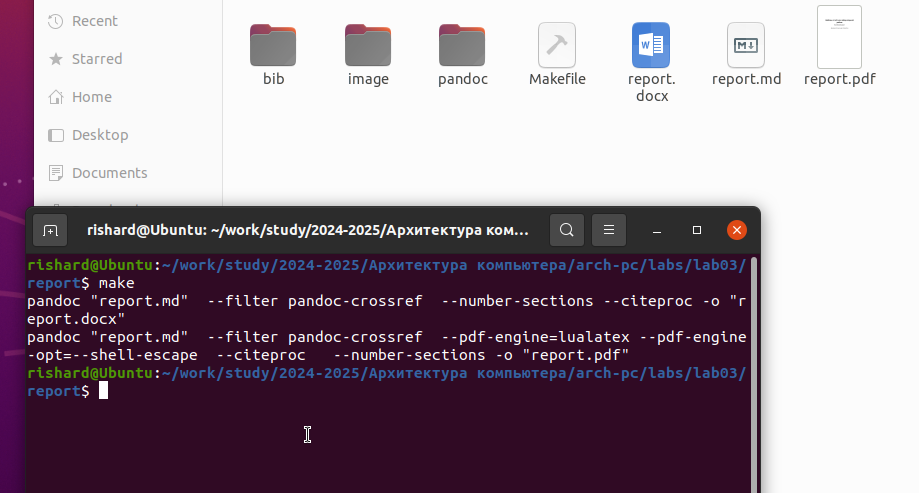 Recent
Starred
Home
Desktop
Documents
bib
image
pandoc
Makefile
report.
docx
report.md
report.pdf
rishard@Ubuntu: ~/work/study/2024-2025/Архитектура ком...
rishard@Ubuntu:~/work/study/2024-2025/Архитектура компьютера/arch-pc/labs/lab03/
report$ make
pandoc "report.md"  --filter pandoc-crossref  --number-sections --citeproc -o "r
eport.docx"
pandoc "report.md"  --filter pandoc-crossref  --pdf-engine=lualatex --pdf-engine
-opt=--shell-escape  --citeproc   --number-sections -o "report.pdf"
rishard@Ubuntu:~/work/study/2024-2025/Архитектура компьютера/arch-pc/labs/lab03/
report$